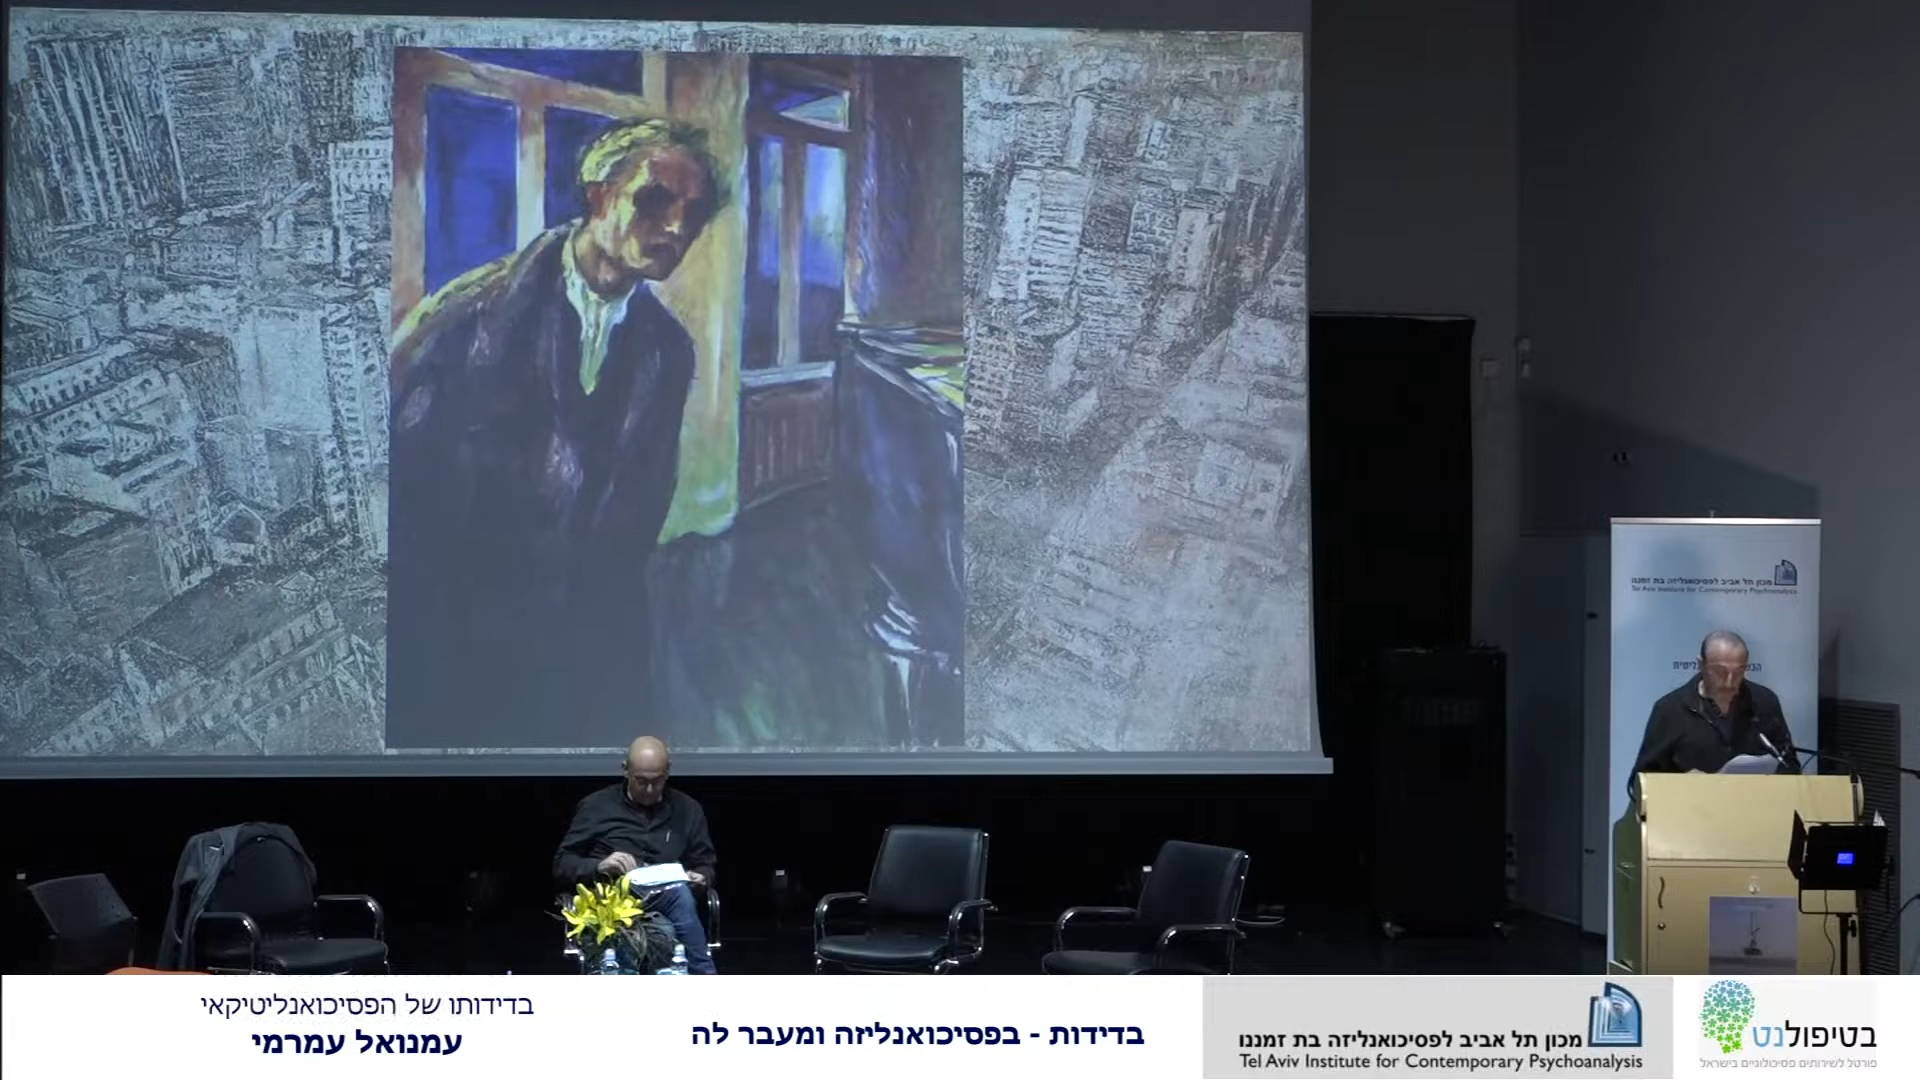 מכון תל אביב לפסיכואנליזה בת זמננו
Tel Aviv Institute for Contemporary Psychoanalysis
בדידותו של הפסיכואנליטיקאי
עמנואל עמרמי
בדידות - בפסיכואנליזה ומעבר לה
מכון תל אביב לפסיכואנליזה בת זמננו
Tel Aviv Institute for Contemporary Psychoanalysis
בטיפולנט
פורטל לשירותים פסיכולוגיים בישראל